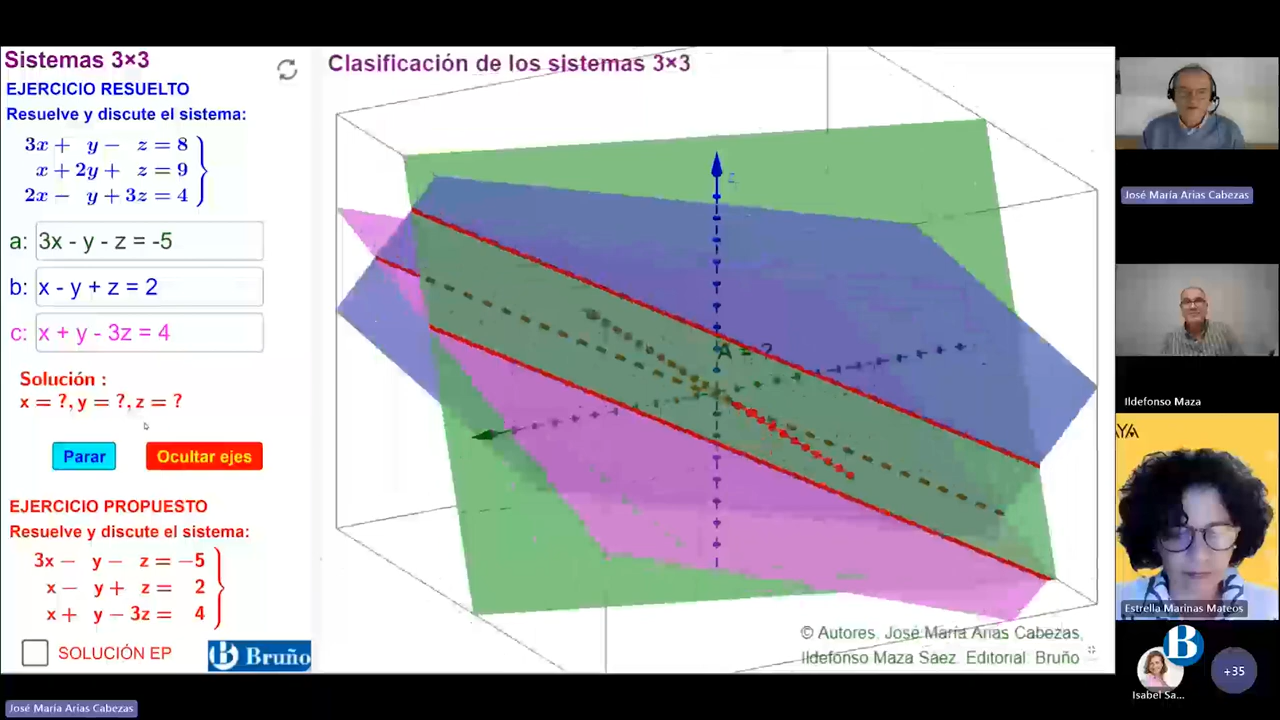 Sistemas 3×3
EJERCICIO RESUELTO
Resuelve y discute el sistema:
3x + y − z = 8
x + 2y + z = 9
2x − y + 3z = 4
a: 3x - y - z = -5
b: x - y + z = 2
c: x + y - 3z = 4
Solución :
x = ?, y = ?, z = ?
Parar
Ocultar ejes
EJERCICIO PROPUESTO
Resuelve y discute el sistema:
3x − y − z = −5
x − y + z = 2
x + y − 3z = 4
SOLUCIÓN EP
Bruño
Clasificación de los sistemas 3×3
A = ?
© Autores, José María Arias Cabezas,
Ildefonso Maza Saez. Editorial: Bruño
José María Arias Cabezas
Ildefonso Maza
YA
Estrella Marinas Mateos
Isabel Sa...
+35
José María Arias Cabezas